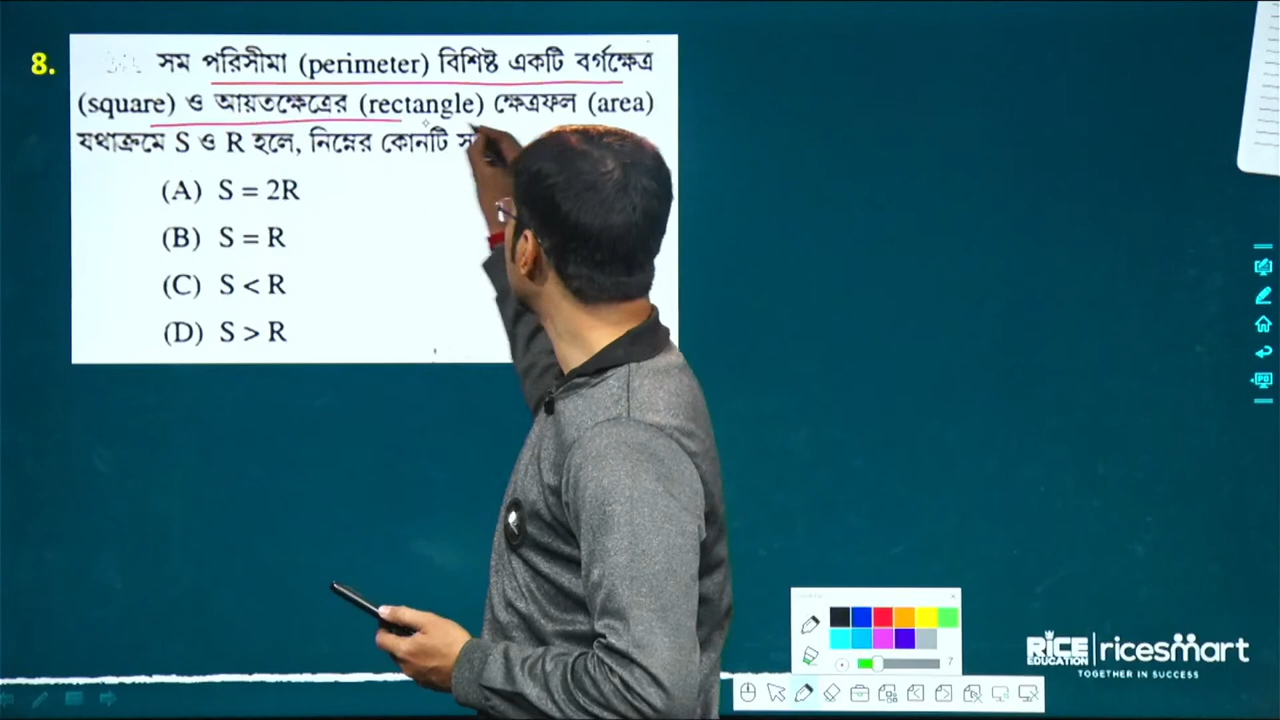 8.
সম পরিসীমা (perimeter) বিশিষ্ট একটি বর্গক্ষেত্র
(square) ও আয়তক্ষেত্রের (rectangle) ক্ষেত্রফল (area)
যথাক্রমে S ও R হলে, নিম্নের কোনটি
(A) S = 2R
(B) S = R
(C) S < R
(D) S > R
7
RICE
EDUCATION
ricesmart
TOGETHER IN SUCCESS